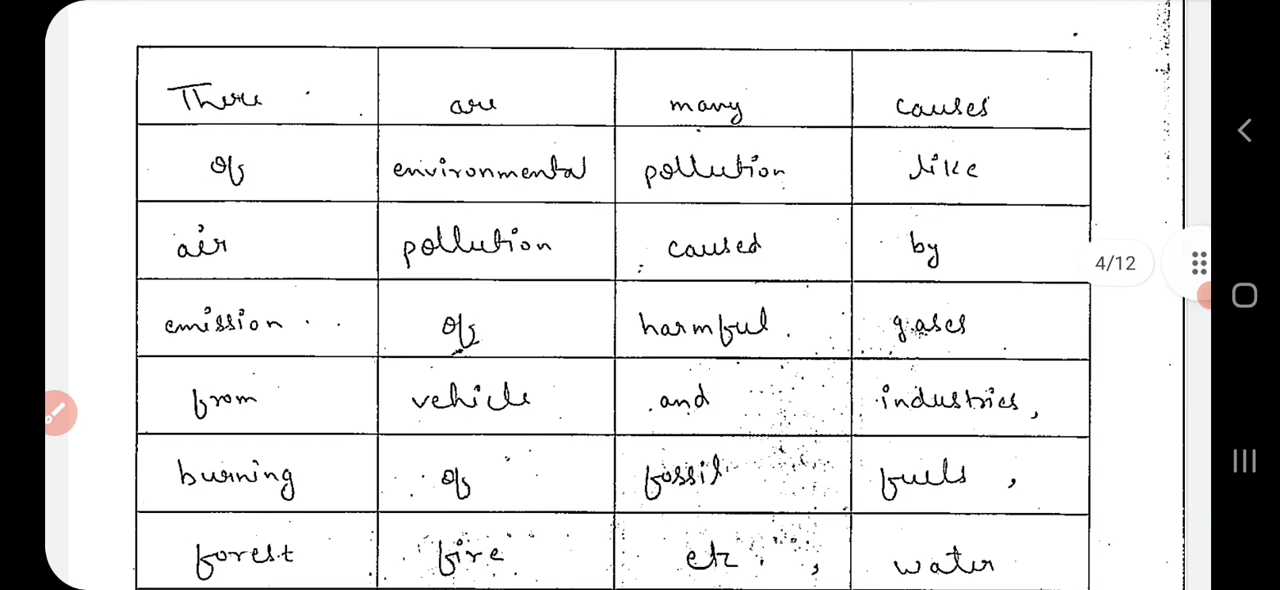 There are many causes
of environmental pollution like
air pollution caused by
emission of harmful gases
4/12
from vehicle and industries,
burning of fossil fuels,
forest fire etc, water